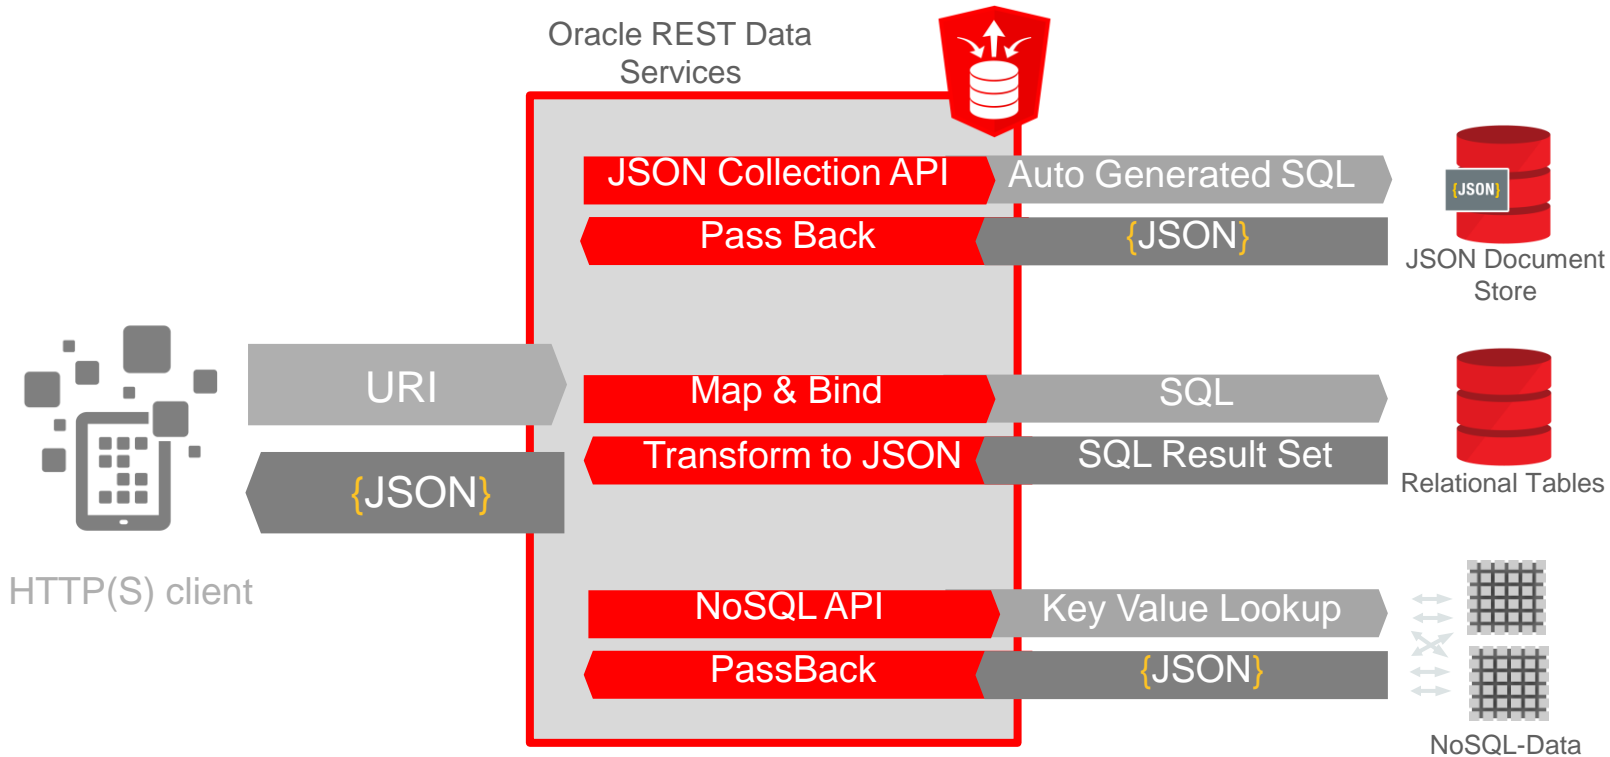 Oracle REST Data
Services
JSON Collection API
Auto Generated SQL
Pass Back
{JSON}
{JSON}
JSON Document
Store
URI
{JSON}
HTTP(S) client
Map & Bind
SQL
Transform to JSON
SQL Result Set
Relational Tables
NoSQL API
Key Value Lookup
PassBack
{JSON}
NoSQL-Data